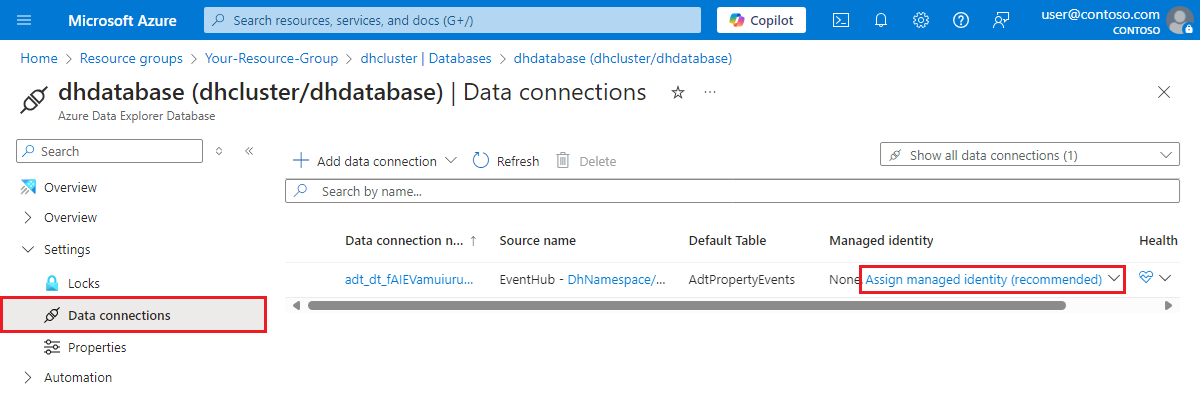 Microsoft Azure
Search resources, services, and docs (G+/)
Copilot
user@contoso.com
CONTOSO
Home > Resource groups > Your-Resource-Group > dhcluster | Databases > dhdatabase (dhcluster/dhdatabase)
dhdatabase (dhcluster/dhdatabase) | Data connections
Azure Data Explorer Database
Search
Add data connection
Refresh
Delete
Show all data connections (1)
Search by name...
Overview
Overview
Settings
Locks
Data connections
Properties
Automation
Data connection n... ↑ Source name Default Table Managed identity Health
adt_dt_fAIEVamuiuru... EventHub - DhNamespace/... AdtPropertyEvents None Assign managed identity (recommended)